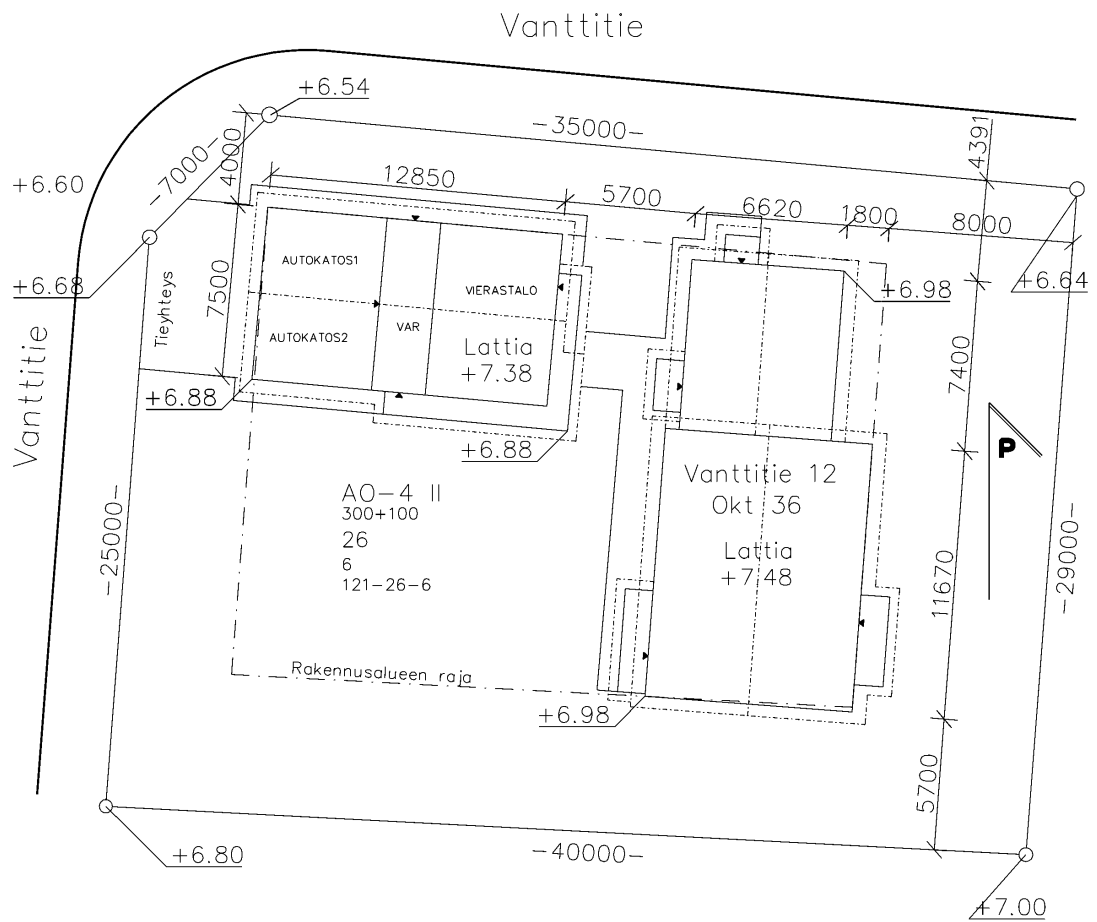 Vanttitie
+6.54
-35000-
4391
-7000-
4000
+6.60
12850
5700
6620
1800
8000
+6.68
Tieyhteys
7500
AUTOKATOS1
VIERASTALO
AUTOKATOS2
VAR
Lattia
+7.38
+6.98
+6.64
Vanttitie
+6.88
+6.88
7400
P
Vanttitie 12
Okt 36
Lattia
+7.48
AO-4 II
300+100
26
6
121-26-6
-25000-
11670
-29000-
Rakennusalueen raja
+6.98
5700
+6.80
-40000-
+7.00